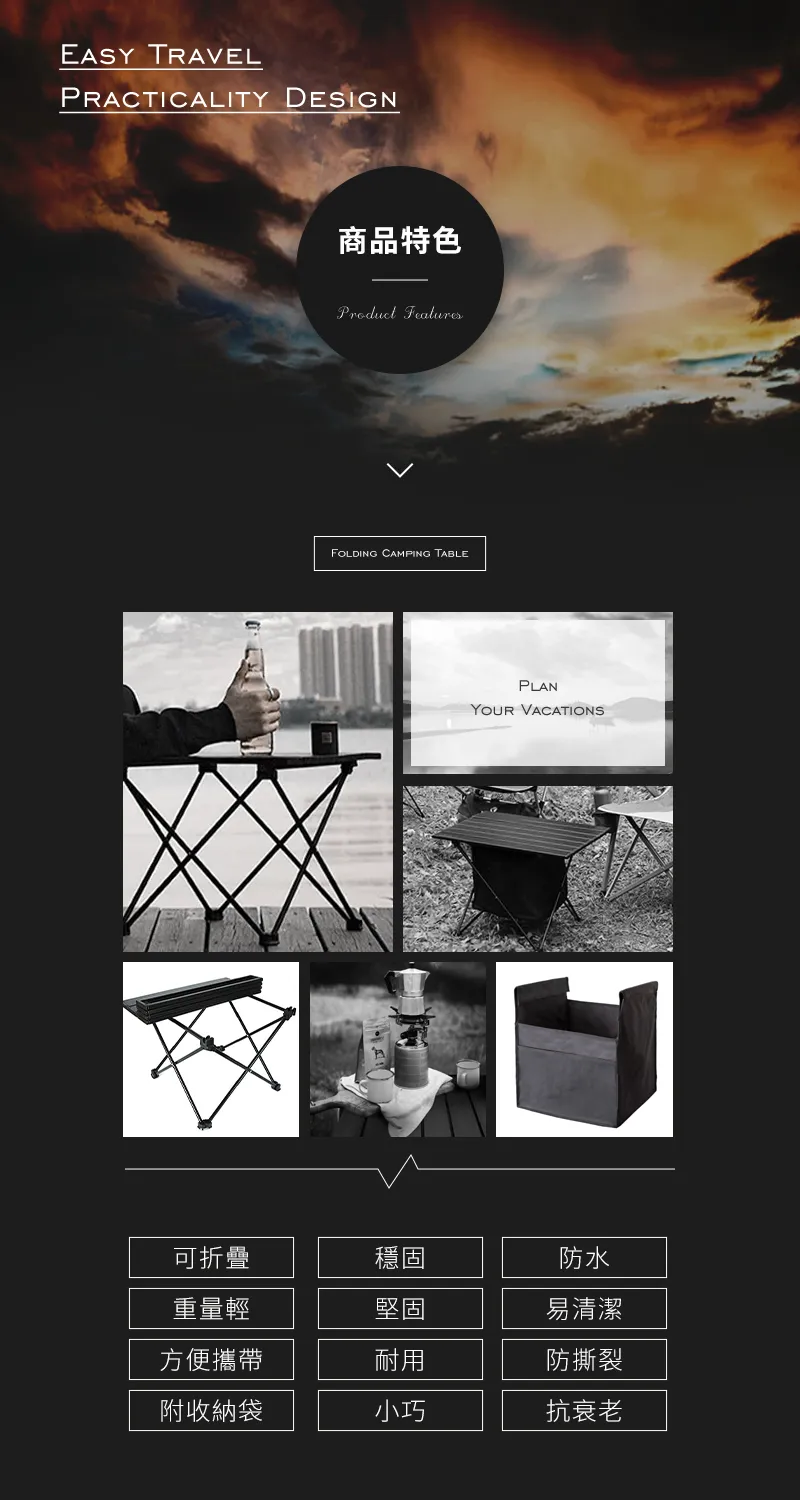 Easy Travel
Practicality Design
商品特色
Product Features
Folding Camping Table
Plan
Your Vacations
可折疊
穩固
防水
重量輕
堅固
易清潔
方便攜帶
耐用
防撕裂
附收納袋
小巧
抗衰老